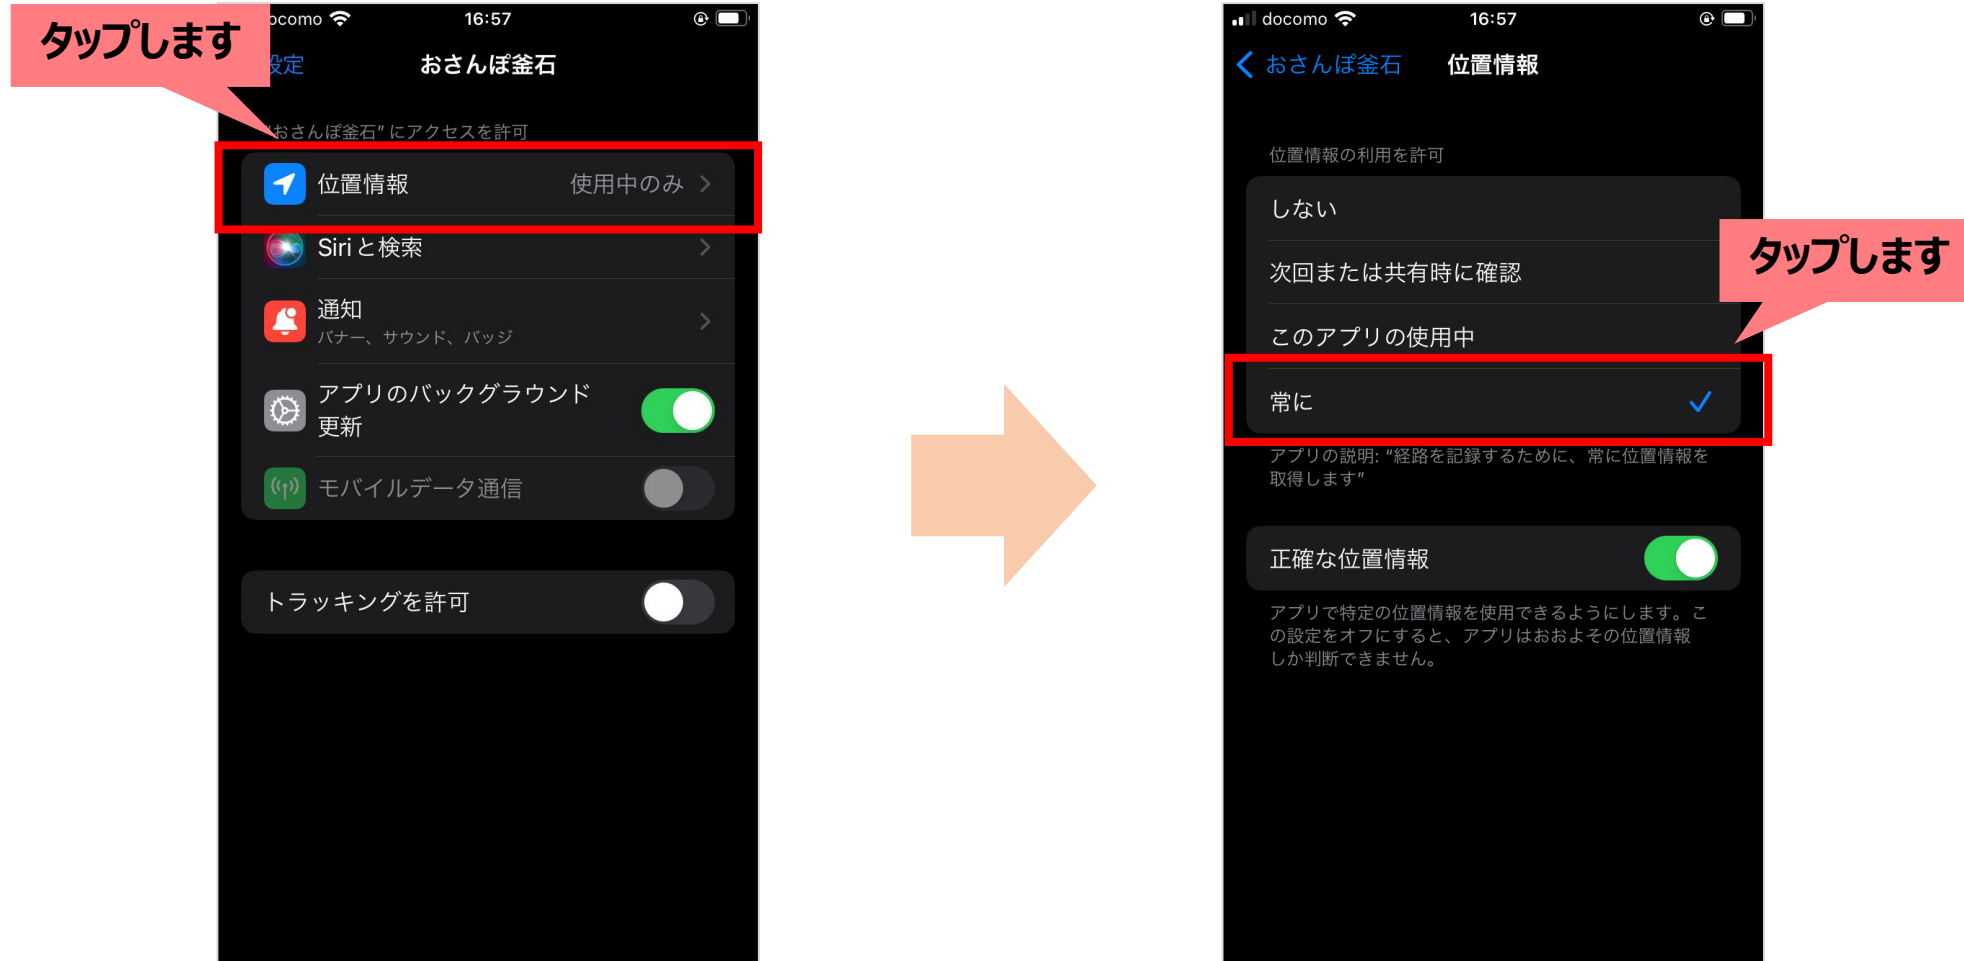 タップします
ocomo
16:57
設定
おさんぽ釜石
"おさんぽ釜石" にアクセスを許可
位置情報
使用中のみ
Siriと検索
通知
バナー、サウンド、バッジ
アプリのバックグラウンド
更新
モバイルデータ通信
トラッキングを許可
docomo
16:57
おさんぽ釜石
位置情報
位置情報の利用を許可
しない
次回または共有時に確認
タップします
このアプリの使用中
常に
アプリの説明: “経路を記録するために、常に位置情報を
取得します”
正確な位置情報
アプリで特定の位置情報を使用できるようにします。こ
の設定をオフにすると、アプリはおおよその位置情報
しか判断できません。